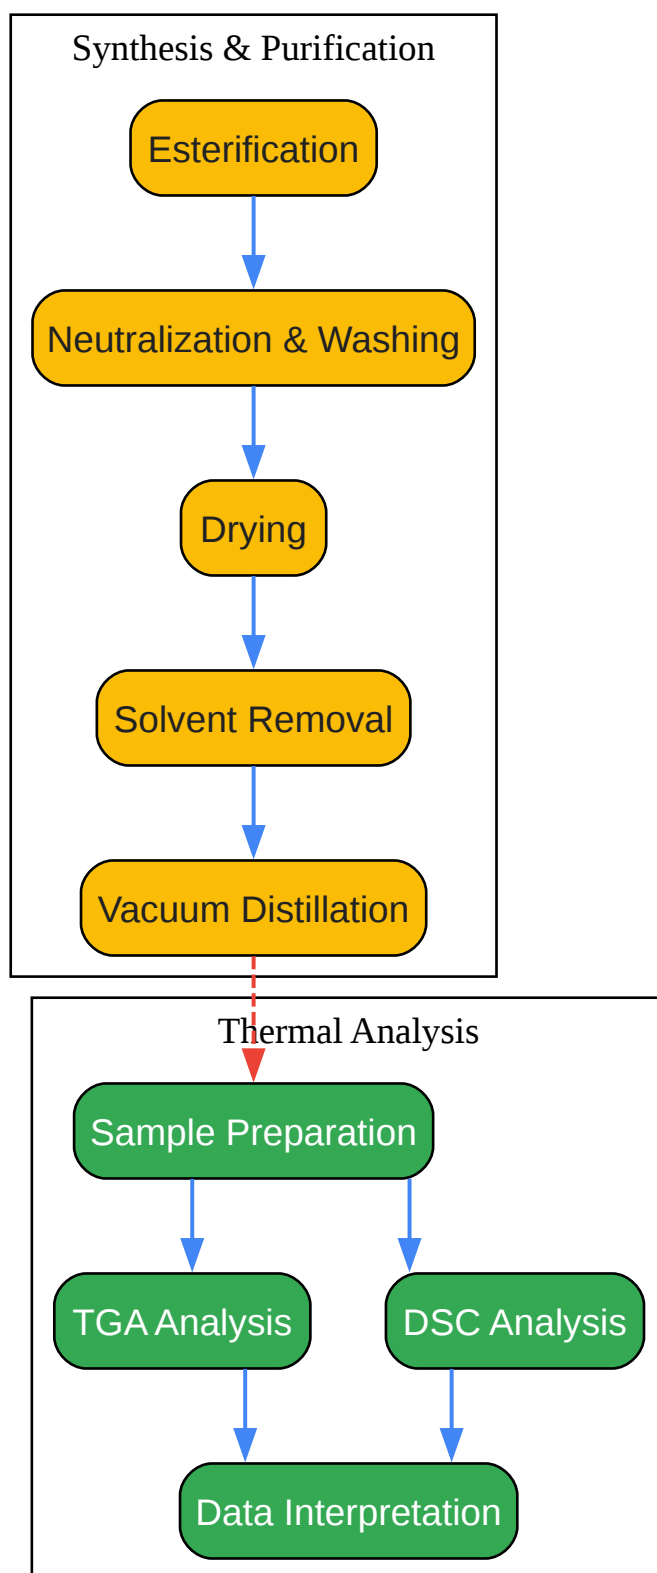 Synthesis & Purification
Esterification
Neutralization & Washing
Drying
Solvent Removal
Vacuum Distillation
Thermal Analysis
Sample Preparation
TGA Analysis
DSC Analysis
Data Interpretation